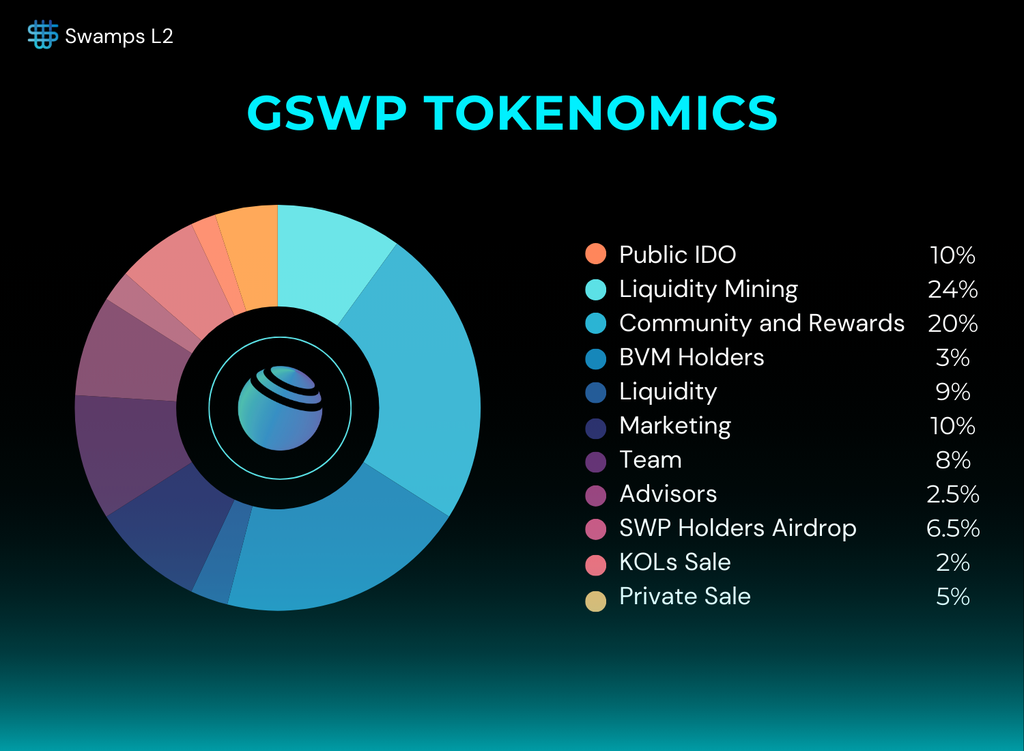 Swamps L2
GSWP TOKENOMICS
Public IDO 10%
Liquidity Mining 24%
Community and Rewards 20%
BVM Holders 3%
Liquidity 9%
Marketing 10%
Team 8%
Advisors 2.5%
SWP Holders Airdrop 6.5%
KOLs Sale 2%
Private Sale 5%